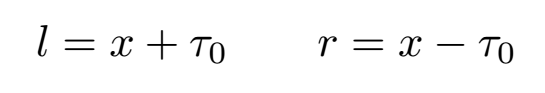 l = x + τ₀ r = x − τ₀